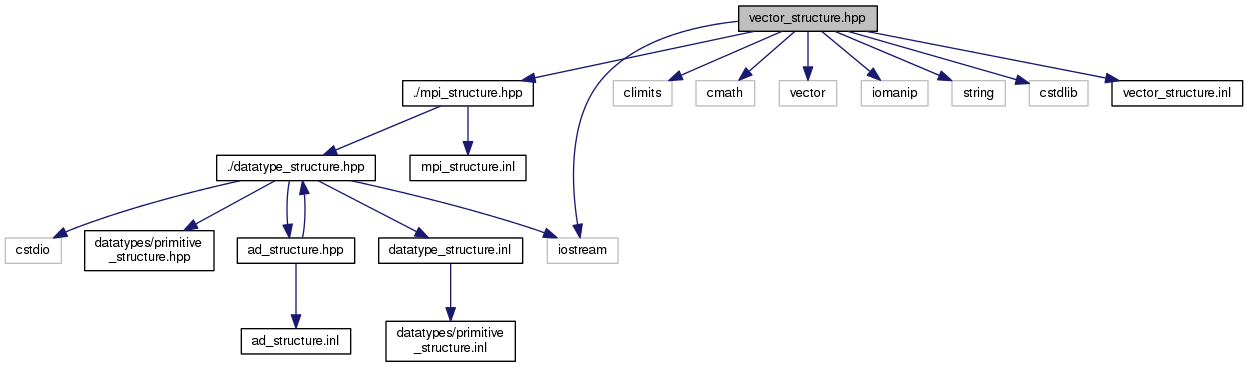 vector_structure.hpp
./mpi_structure.hpp
climits
cmath
vector
iomanip
string
cstdlib
vector_structure.inl
./datatype_structure.hpp
mpi_structure.inl
cstdio
datatypes/primitive
_structure.hpp
ad_structure.hpp
datatype_structure.inl
iostream
ad_structure.inl
datatypes/primitive
_structure.inl